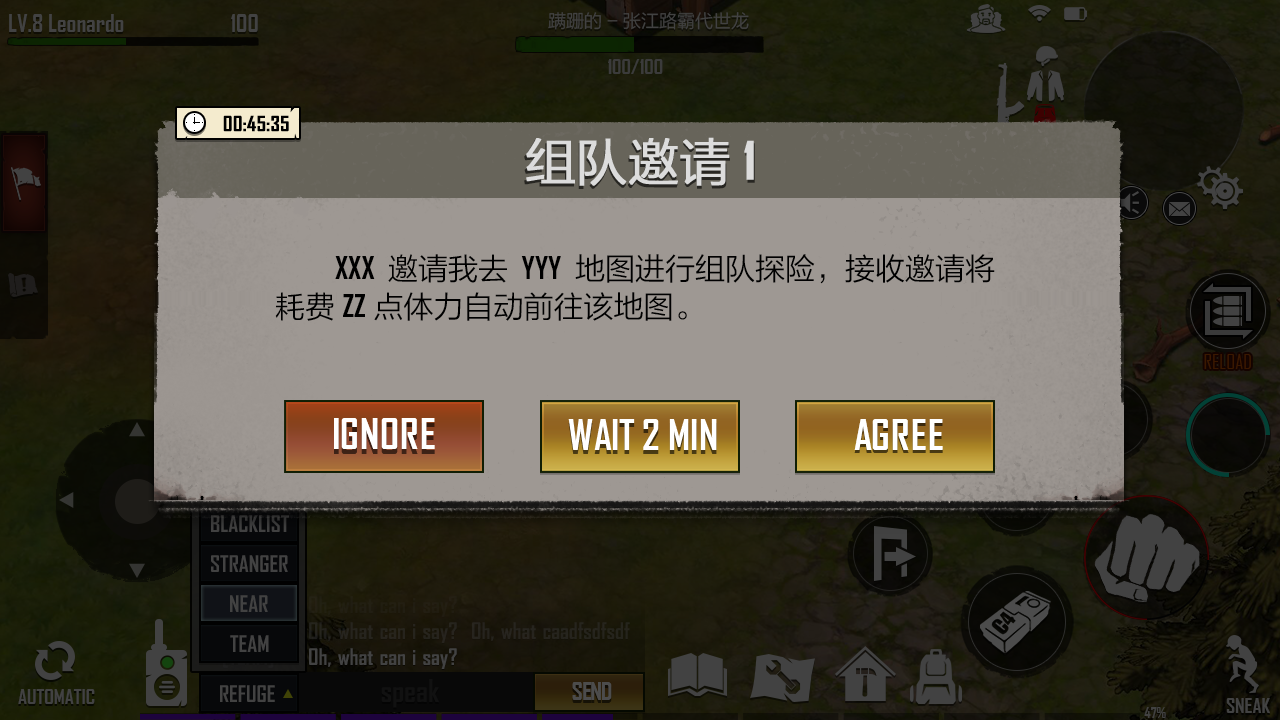 LV.8 Leonardo
100
蹒跚的 – 张江路霸代世龙
100/100
00:45:35
组队邀请 1
XXX 邀请我去 YYY 地图进行组队探险，接收邀请将
耗费 ZZ 点体力自动前往该地图。
IGNORE
WAIT 2 MIN
AGREE
RELOAD
BLACKLIST
STRANGER
NEAR
TEAM
REFUGE
Oh, what can i say?
Oh, what can i say? Oh, what caadfsdfsdf
Oh, what can i say?
speak
SEND
AUTOMATIC
C4
47%
SNEAK